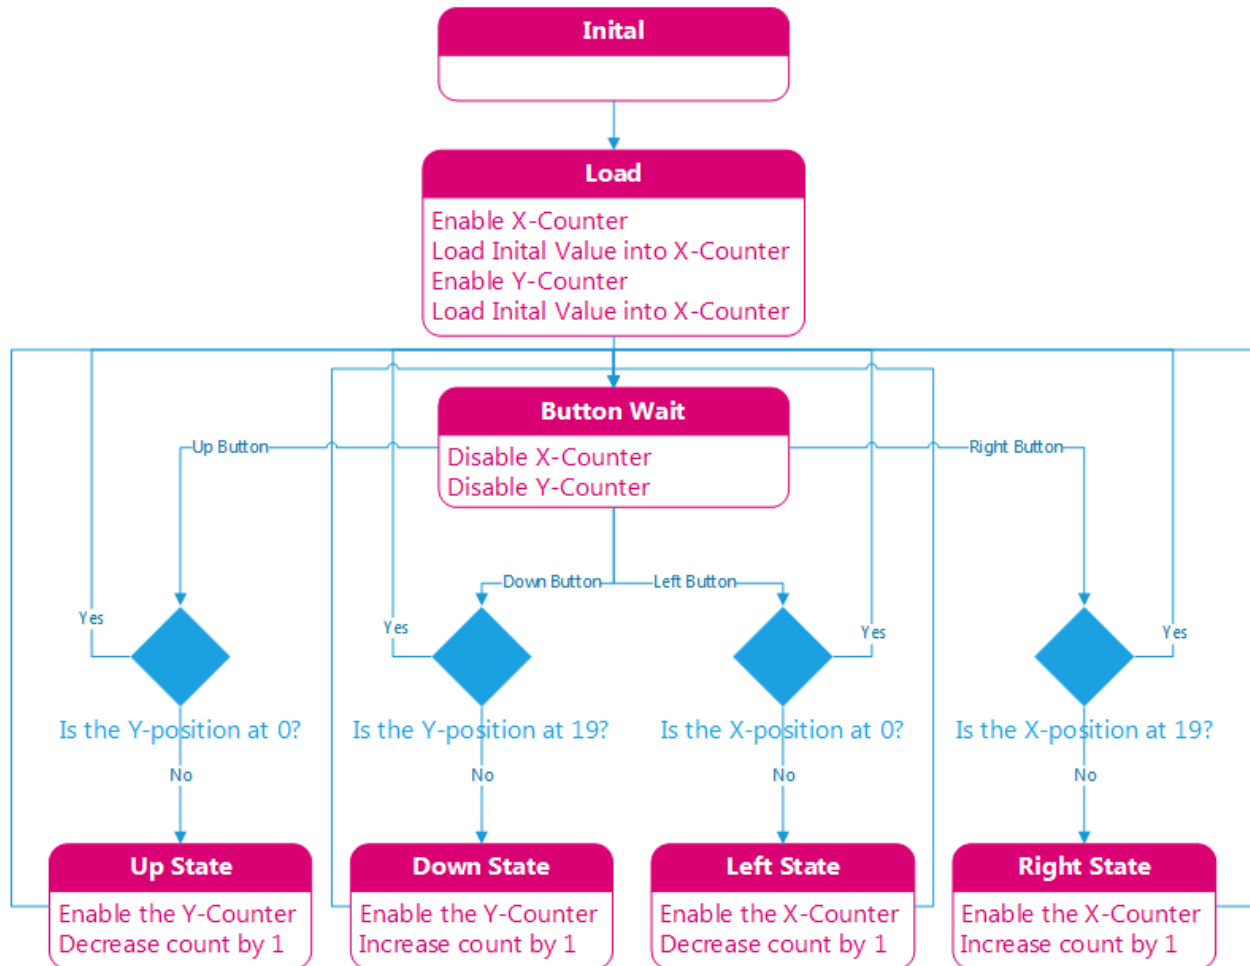 Inital
Load
Enable X-Counter
Load Inital Value into X-Counter
Enable Y-Counter
Load Inital Value into X-Counter
Button Wait
Disable X-Counter
Disable Y-Counter
Up Button
Right Button
Down Button
Left Button
Yes
Yes
Yes
Yes
Is the Y-position at 0?
Is the Y-position at 19?
Is the X-position at 0?
Is the X-position at 19?
No
No
No
No
Up State
Enable the Y-Counter
Decrease count by 1
Down State
Enable the Y-Counter
Increase count by 1
Left State
Enable the X-Counter
Decrease count by 1
Right State
Enable the X-Counter
Increase count by 1